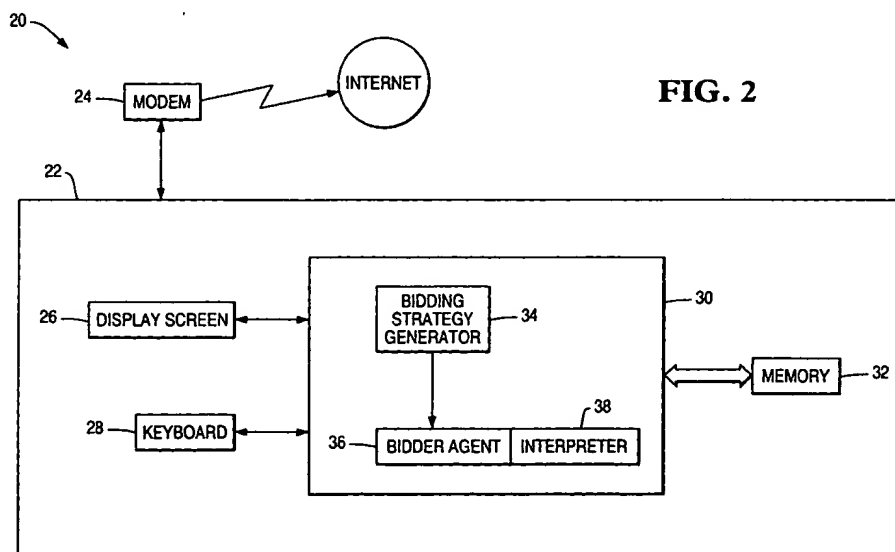 20
INTERNET
24
MODEM
FIG. 2
22
30
BIDDING
STRATEGY
GENERATOR
34
26
DISPLAY SCREEN
MEMORY
32
38
28
KEYBOARD
36
BIDDER AGENT
INTERPRETER